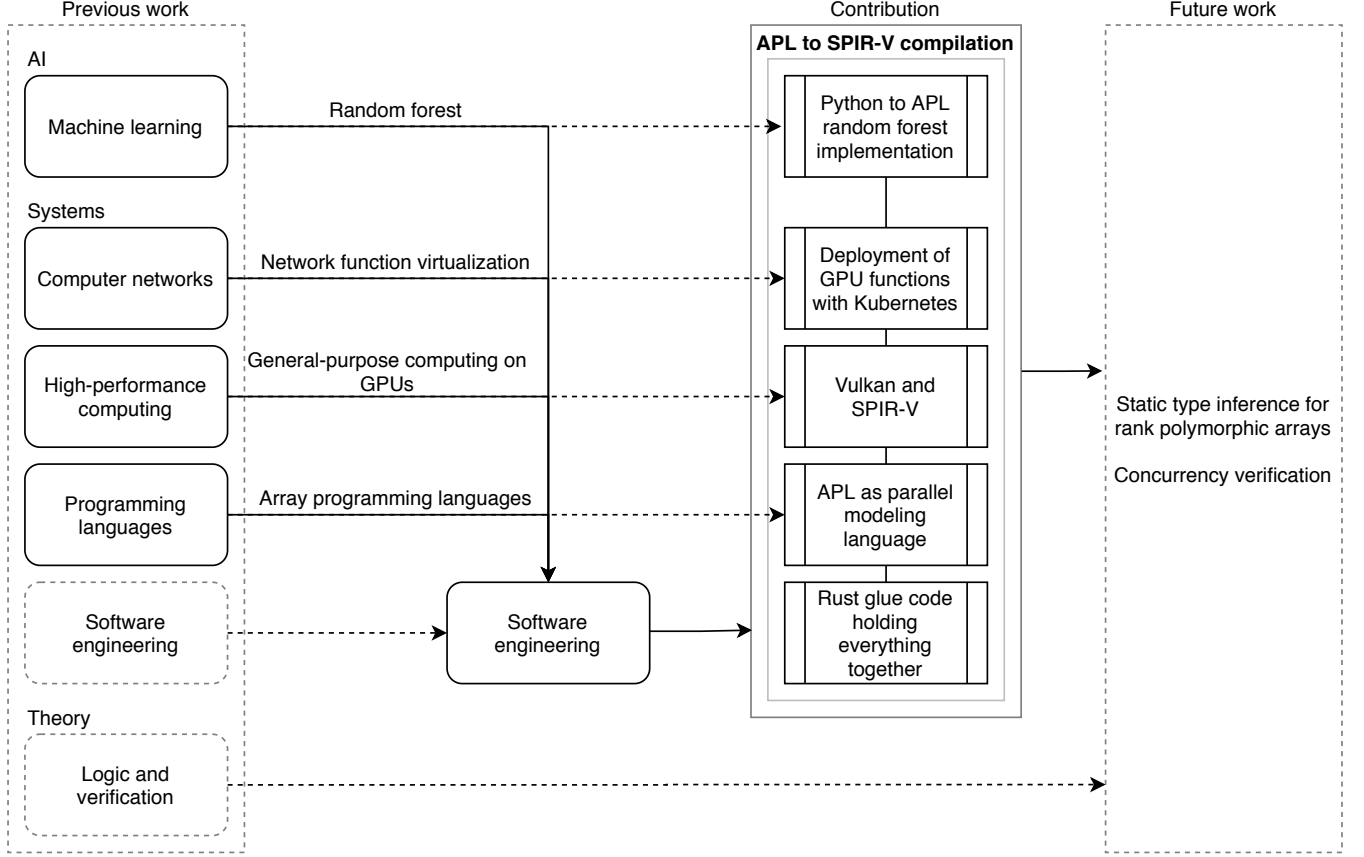 Previous work
Contribution
Future work
APL to SPIR-V compilation
AI
Machine learning
Random forest
Python to APL
random forest
implementation
Systems
Computer networks
Network function virtualization
Deployment of
GPU functions
with Kubernetes
High-performance
computing
General-purpose computing on
GPUs
Vulkan and
SPIR-V
Static type inference for
rank polymorphic arrays
Concurrency verification
Programming
languages
Array programming languages
APL as parallel
modeling
language
Software
engineering
Software
engineering
Rust glue code
holding
everything
together
Theory
Logic and
verification